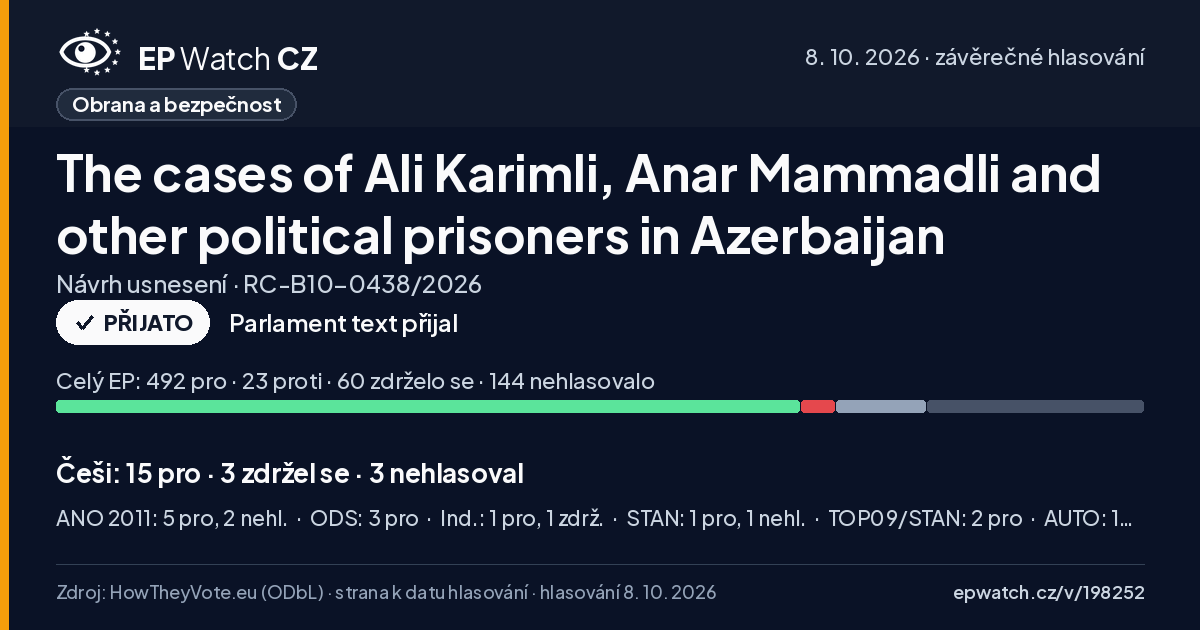 EP Watch CZ
8. 10. 2026 · závěrečné hlasování
Obrana a bezpečnost
The cases of Ali Karimli, Anar Mammadli and
other political prisoners in Azerbaijan
Návrh usnesení · RC-B10-0438/2026
✓ PŘIJATO Parlament text přijal
Celý EP: 492 pro · 23 proti · 60 zdrželo se · 144 nehlasovalo
Češi: 15 pro · 3 zdržel se · 3 nehlasoval
ANO 2011: 5 pro, 2 nehl. · ODS: 3 pro · Ind.: 1 pro, 1 zdrž. · STAN: 1 pro, 1 nehl. · TOP09/STAN: 2 pro · AUTO: 1…
Zdroj: HowTheyVote.eu (ODbL) · strana k datu hlasování · hlasování 8. 10. 2026
epwatch.cz/v/198252